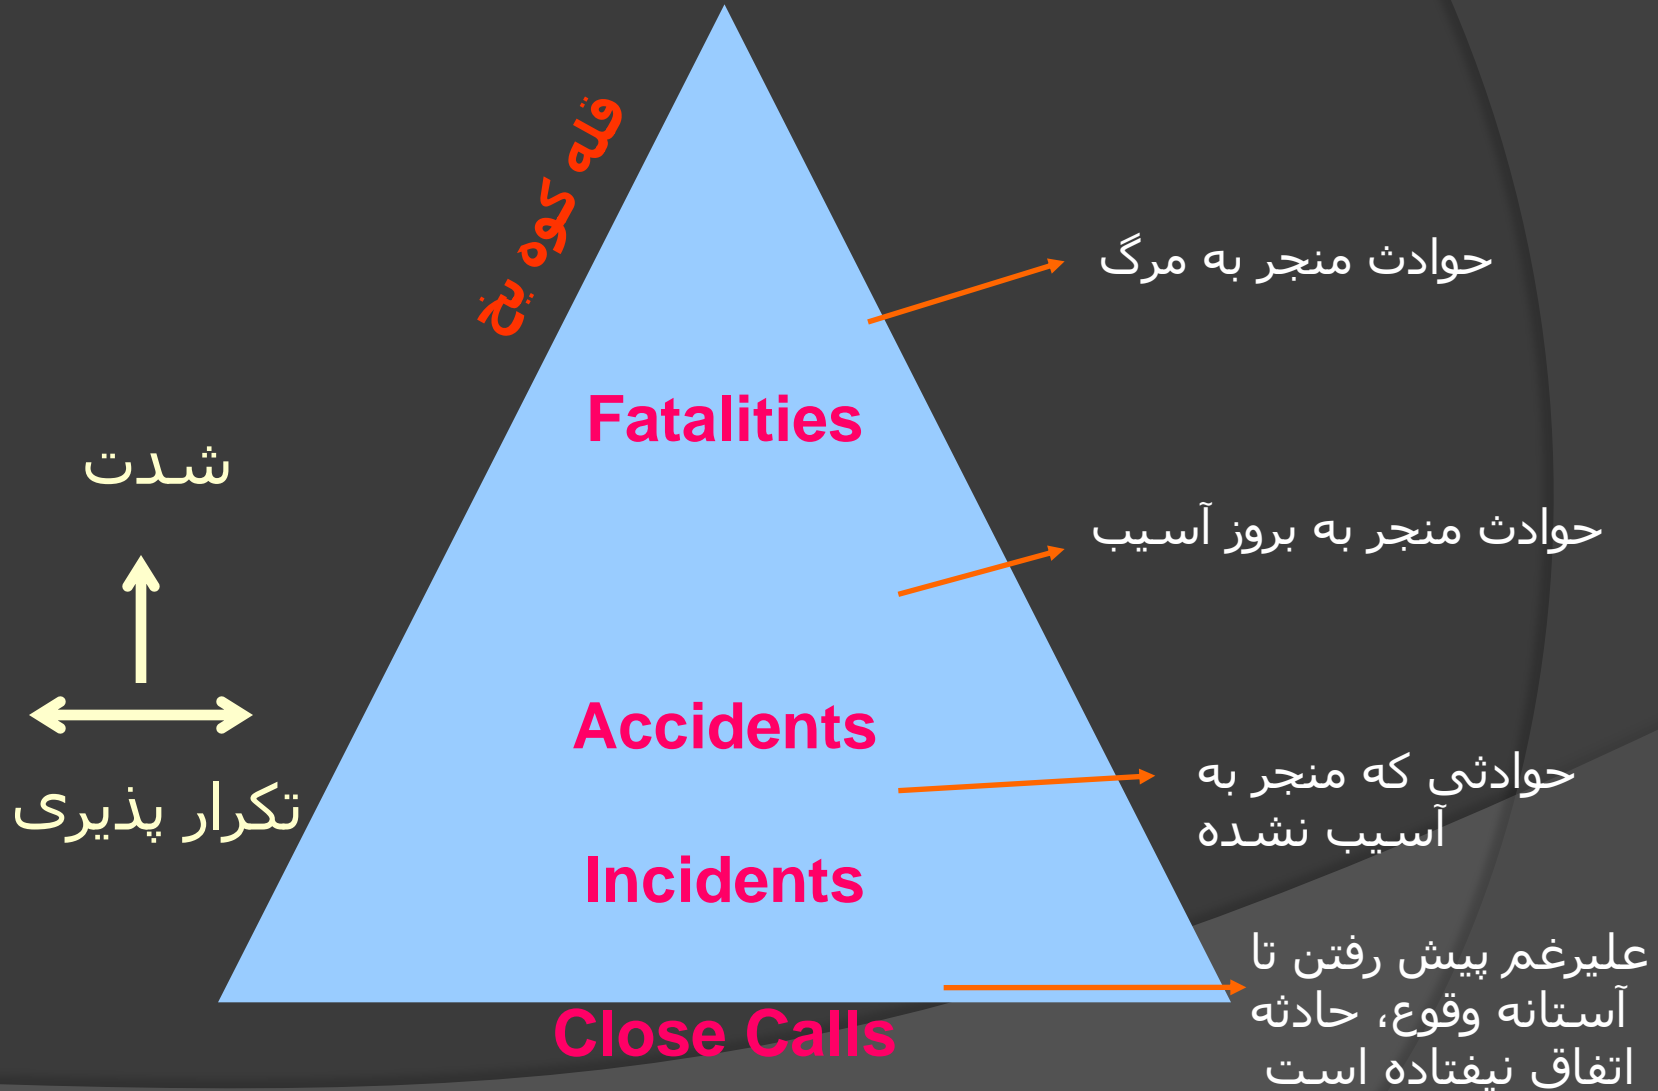 قله کوه یخ
حوادث منجر به مرگ
Fatalities
شدت
حوادث منجر به بروز آسیب
Accidents
حوادثی که منجر به
آسیب نشده
تکرار پذیری
Incidents
علیرغم پیش رفتن تا
آستانه وقوع، حادثه
اتفاق نیفتاده است
Close Calls